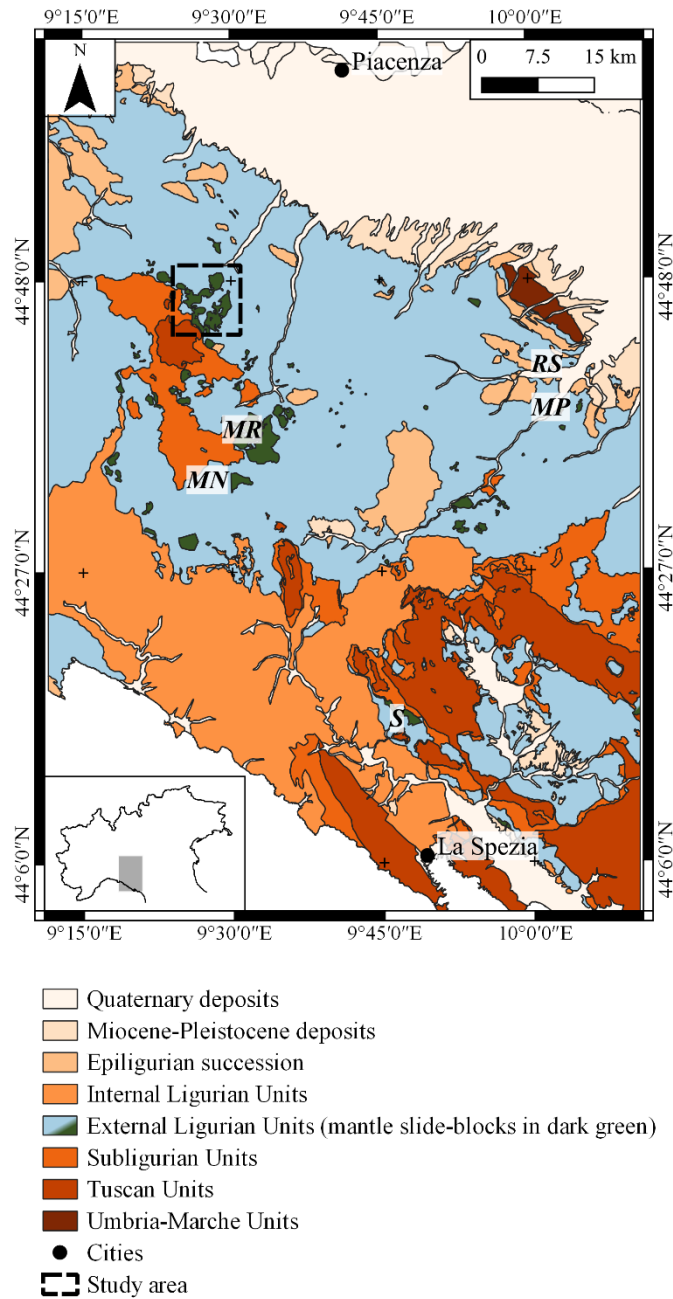 9°15'0"E 9°30'0"E 9°45'0"E 10°0'0"E
N
Piacenza
0 7.5 15 km
44°48'0"N 44°48'0"N
RS
MP
MR
MN
44°27'0"N 44°27'0"N
S
La Spezia
44°6'0"N 44°6'0"N
9°15'0"E 9°30'0"E 9°45'0"E 10°0'0"E
Quaternary deposits
Miocene-Pleistocene deposits
Epiligurian succession
Internal Ligurian Units
External Ligurian Units (mantle slide-blocks in dark green)
Subligurian Units
Tuscan Units
Umbria-Marche Units
Cities
Study area